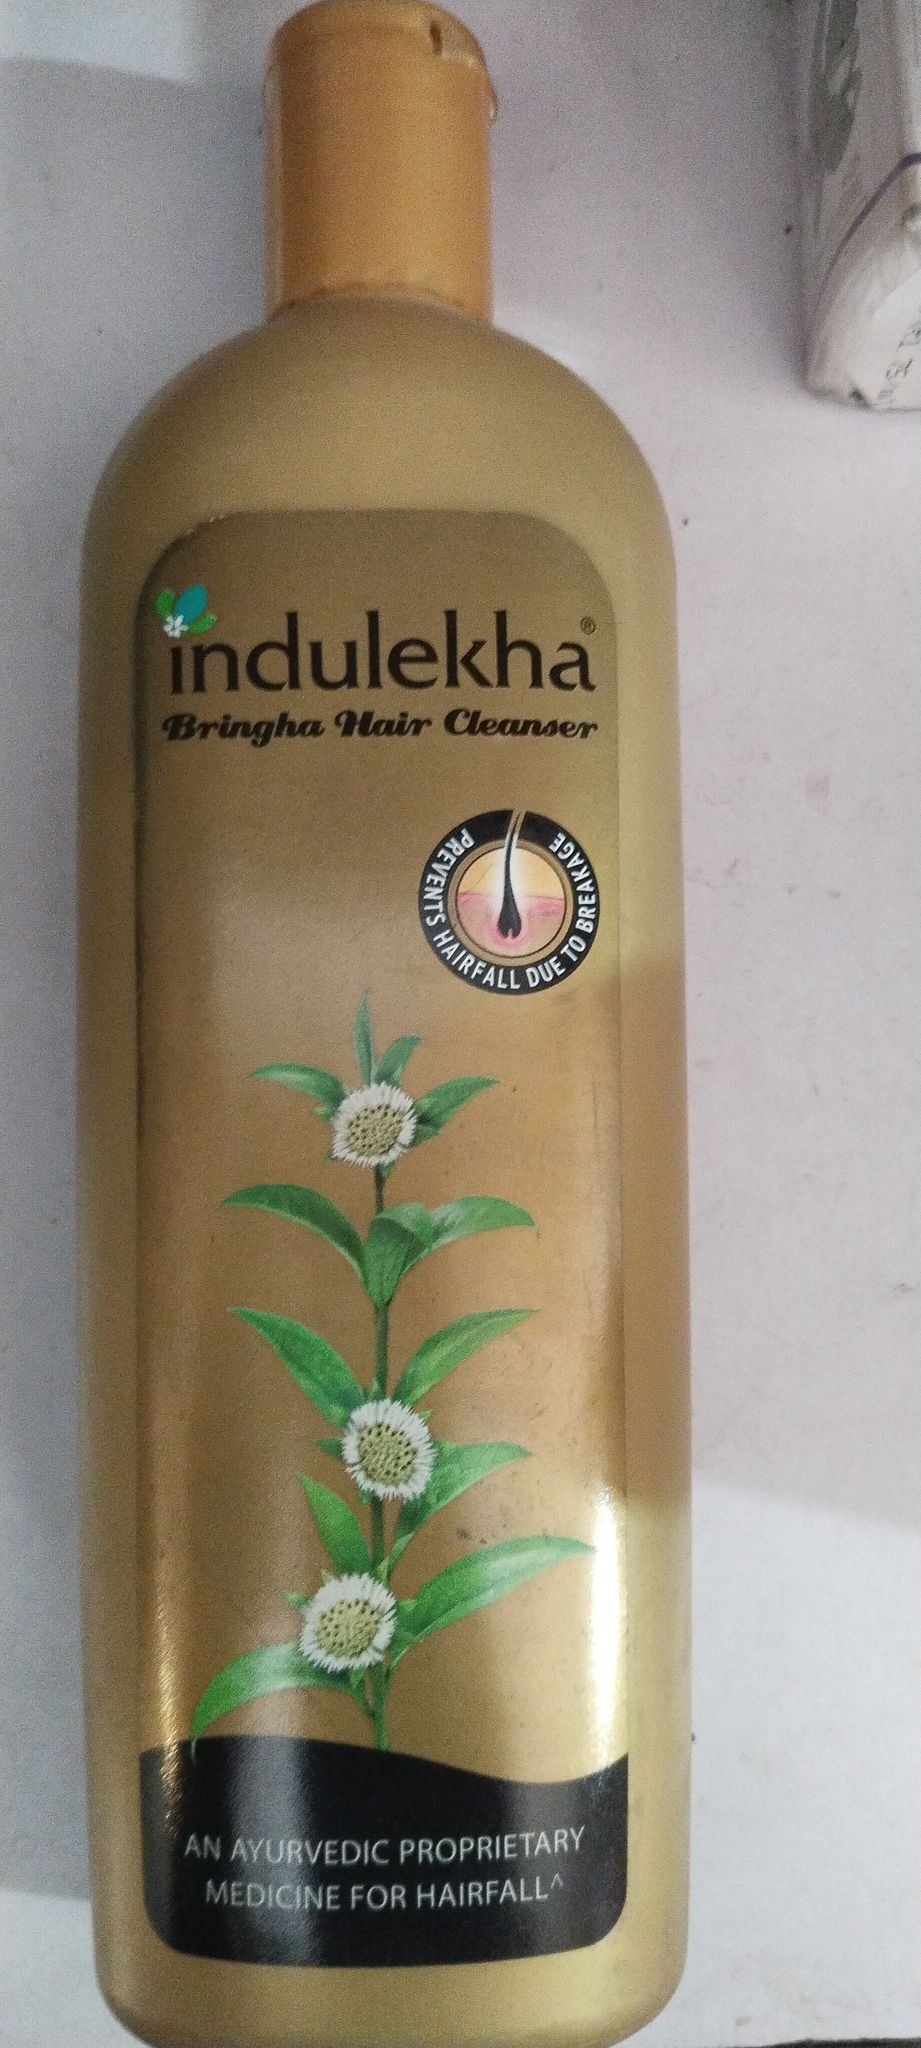 indulekha®
Bringha Hair Cleanser
PREVENTS HAIRFALL DUE TO BREAKAGE
AN AYURVEDIC PROPRIETARY
MEDICINE FOR HAIRFALL^